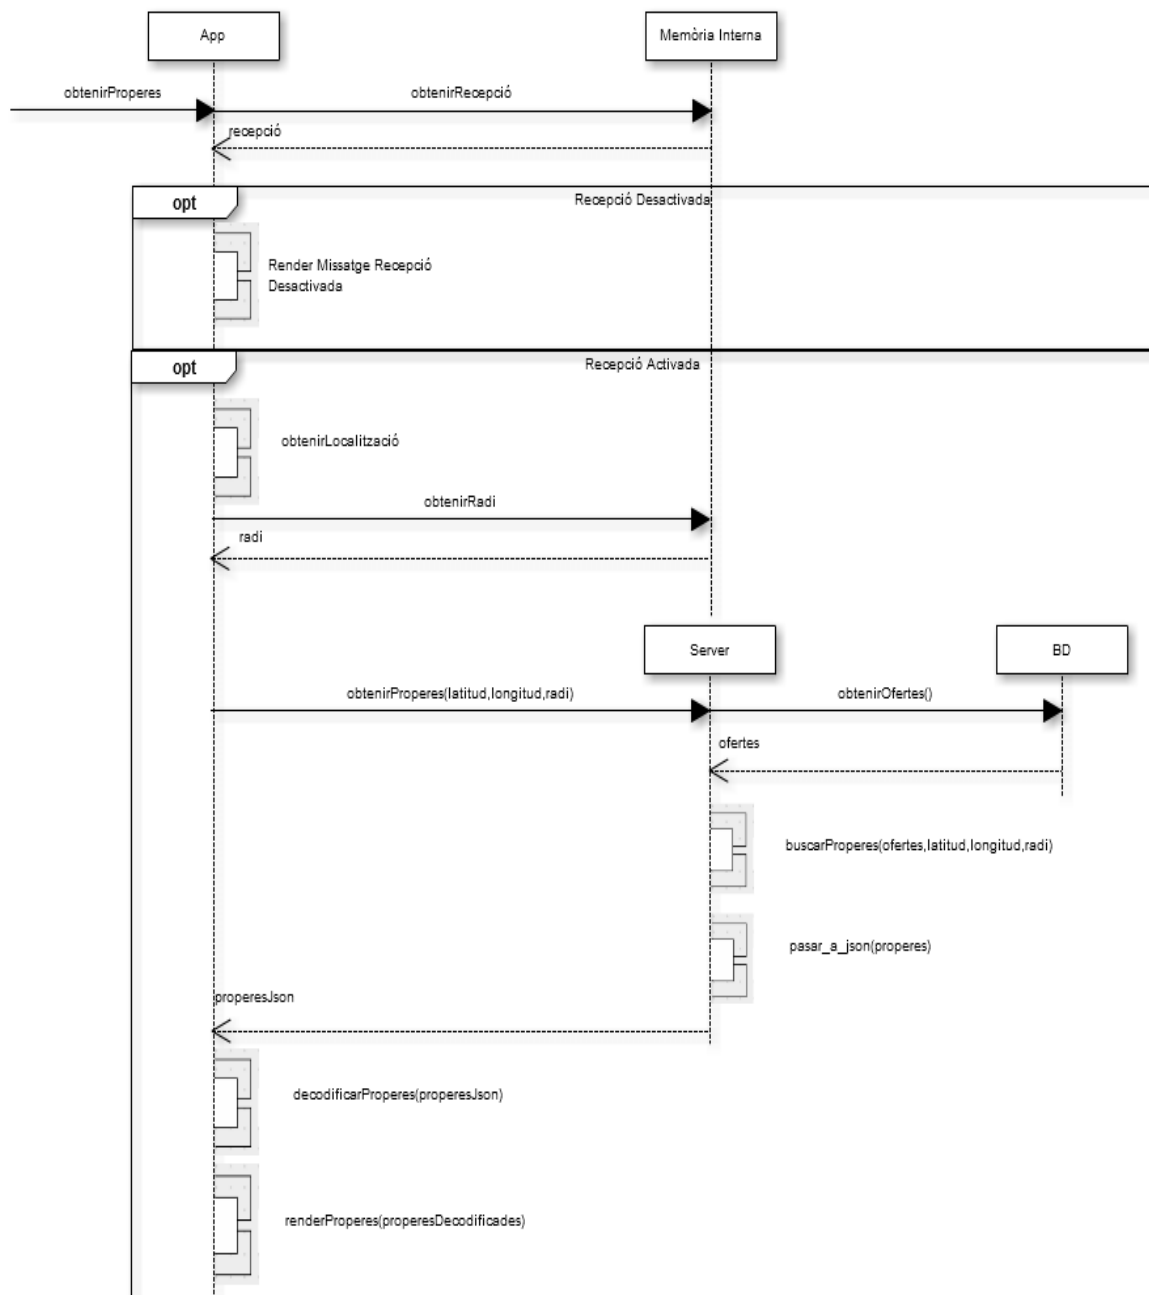 App
Memòria Interna
obtenirProperes
obtenirRecepció
recepció
opt
Recepció Desactivada
Render Missatge Recepció
Desactivada
opt
Recepció Activada
obtenirLocalització
obtenirRadi
radi
Server
BD
obtenirProperes(latitud,longitud,radi)
obtenirOfertes()
ofertes
buscarProperes(ofertes,latitud,longitud,radi)
pasar_a_json(properes)
properesJson
decodificarProperes(properesJson)
renderProperes(properesDecodificades)